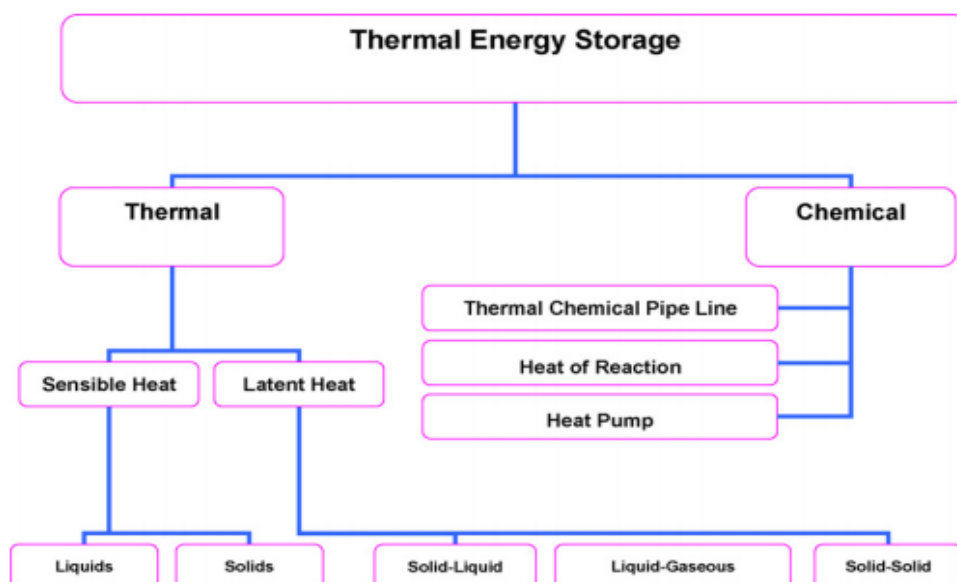 Thermal Energy Storage
Thermal
Chemical
Thermal Chemical Pipe Line
Heat of Reaction
Heat Pump
Sensible Heat
Latent Heat
Liquids
Solids
Solid-Liquid
Liquid-Gaseous
Solid-Solid